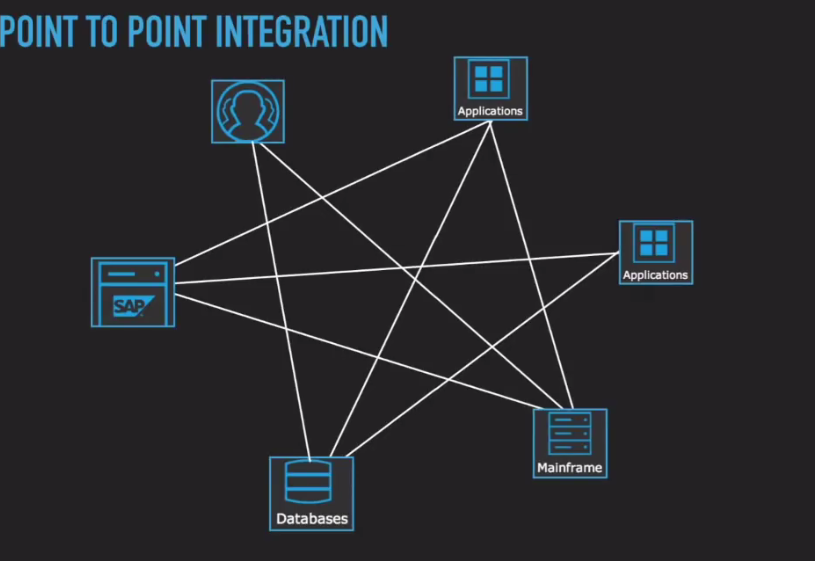 POINT TO POINT INTEGRATION
Applications
Applications
SAP
Mainframe
Databases